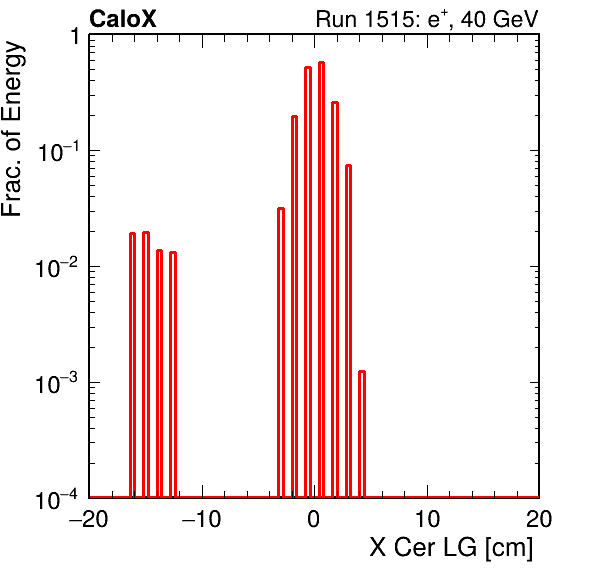 CaloX Run 1515: e⁺, 40 GeV
Frac. of Energy
1
10⁻¹
10⁻²
10⁻³
10⁻⁴
−20 −10 0 10 20
X Cer LG [cm]